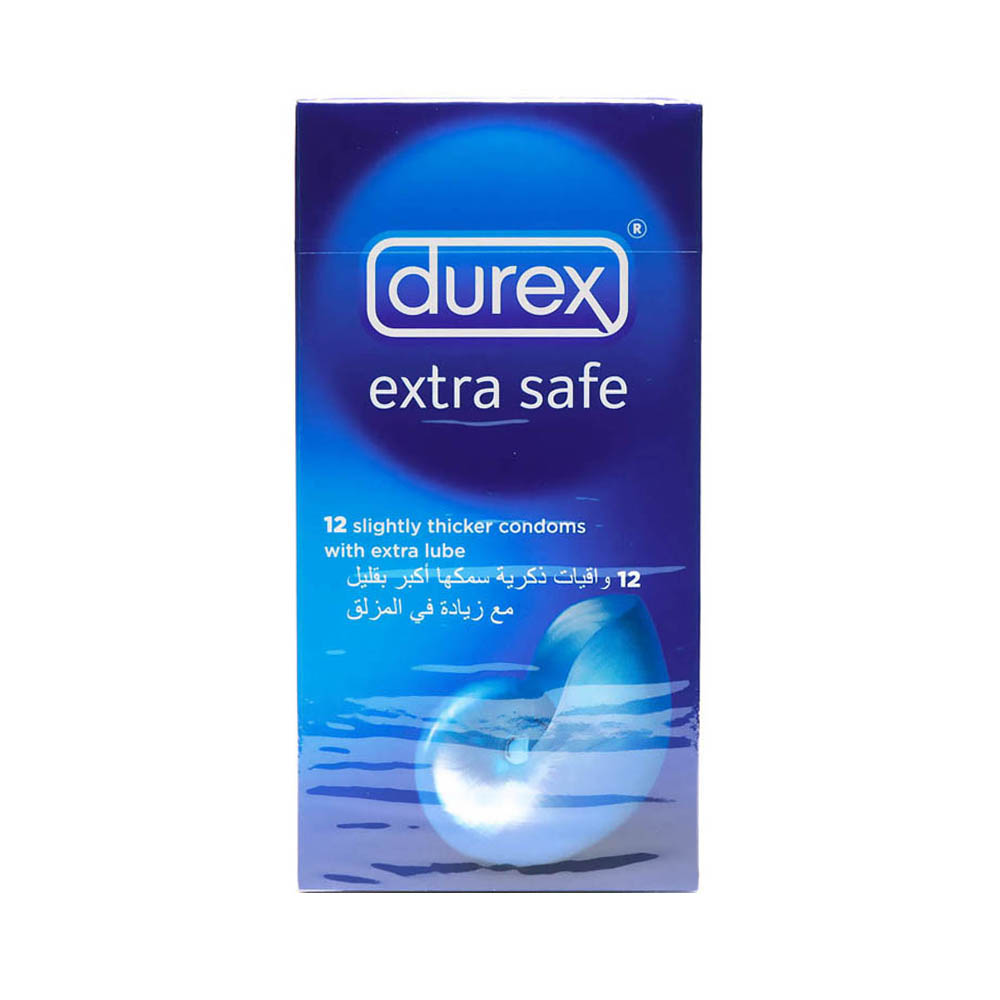 durex®
extra safe
12 slightly thicker condoms
with extra lube
12 واقيات ذكرية سمكها أكبر بقليل
مع زيادة في المزلق